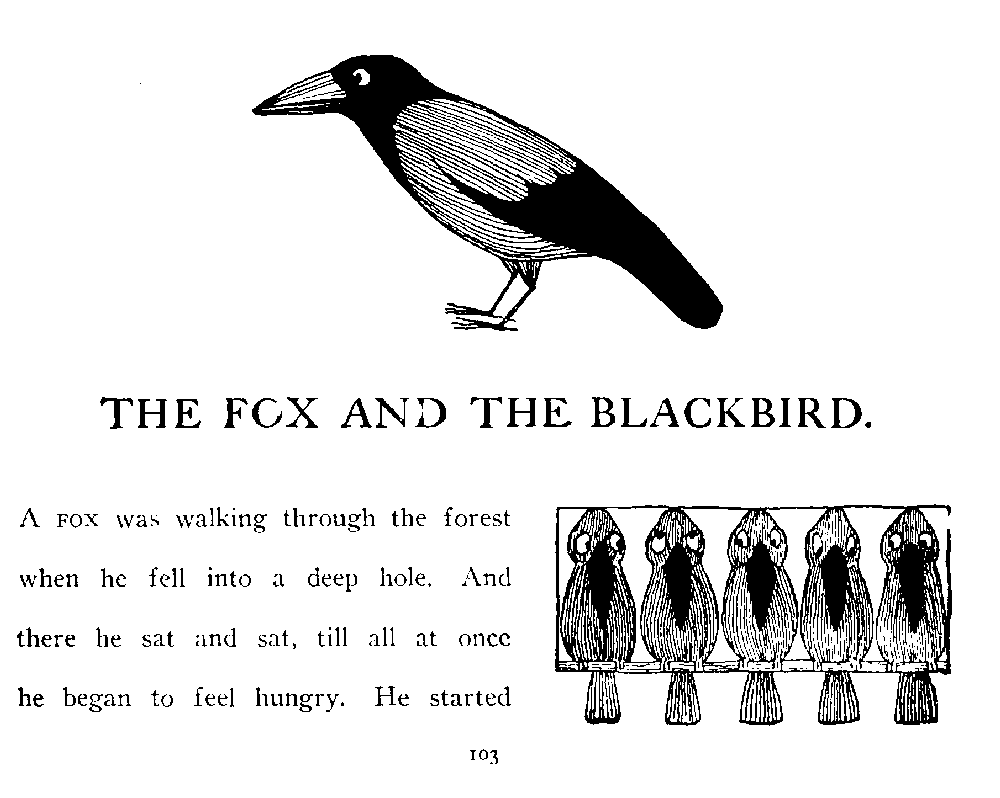 THE FOX AND THE BLACKBIRD.
A FOX was walking through the forest
when he fell into a deep hole. And
there he sat and sat, till all at once
he began to feel hungry. He started
103